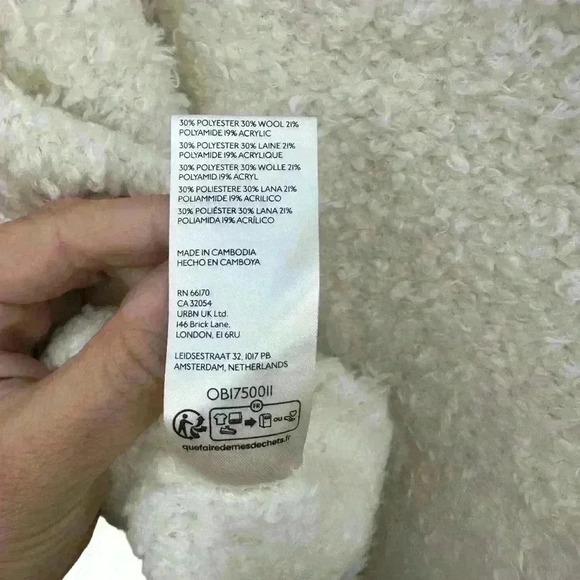 30% POLYESTER 30% WOOL 21%
POLYAMIDE 19% ACRYLIC
30% POLYESTER 30% LAINE 21%
POLYAMIDE 19% ACRYLIQUE
30% POLYESTER 30% WOLLE 21%
POLYAMID 19% ACRYL
30% POLIESTERE 30% LANA 21%
POLIAMMIDE 19% ACRILICO
30% POLIÉSTER 30% LANA 21%
POLIAMIDA 19% ACRÍLICO
MADE IN CAMBODIA
HECHO EN CAMBOYA
RN 66170
CA 32054
URBN UK Ltd.
146 Brick Lane,
LONDON, E1 6RU
LEIDSESTRAAT 32, 1017 PB
AMSTERDAM, NETHERLANDS
OB1750011
FR
OU
quefairedemesdechets.fr